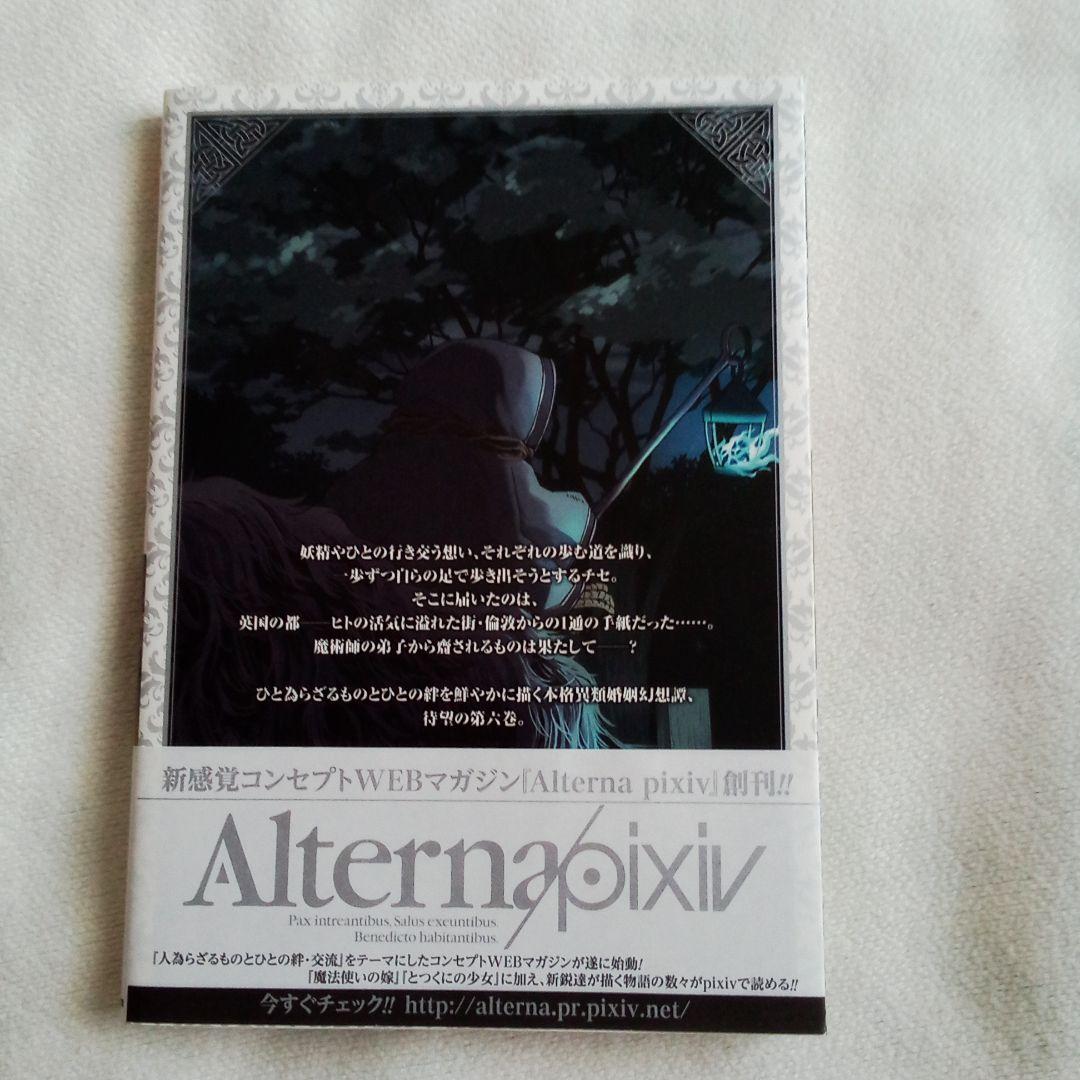 妖精やひとの行き交う想い、それぞれの歩む道を識り、
一歩ずつ自らの足で歩き出そうとするチセ。
そこに届いたのは、
英国の都――ヒトの活気に溢れた街・倫敦からの1通の手紙だった……。
魔術師の弟子から齎されるものは果たして――?
ひと為らざるものとひとの絆を鮮やかに描く本格異類婚姻幻想譚、
待望の第六巻。
新感覚コンセプトWEBマガジン『Alterna pixiv』創刊!!
Alterna/pixiv
Pax intreantibus, Salus exeuntibus.
Benedicto habitantibus.
『人為らざるものとひとの絆・交流』をテーマにしたコンセプトWEBマガジンが遂に始動!
『魔法使いの嫁』『とつくにの少女』に加え、新鋭達が描く物語の数々がpixivで読める!!
今すぐチェック!! http://alterna.pr.pixiv.net/